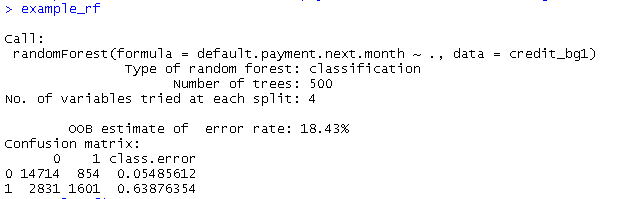 > example_rf
Call:
randomForest(formula = default.payment.next.month ~ ., data = credit_bg1)
Type of random forest: classification
Number of trees: 500
No. of variables tried at each split: 4
OOB estimate of  error rate: 18.43%
Confusion matrix:
0 1 class.error
0 14714 854 0.05485612
1 2831 1601 0.63876354